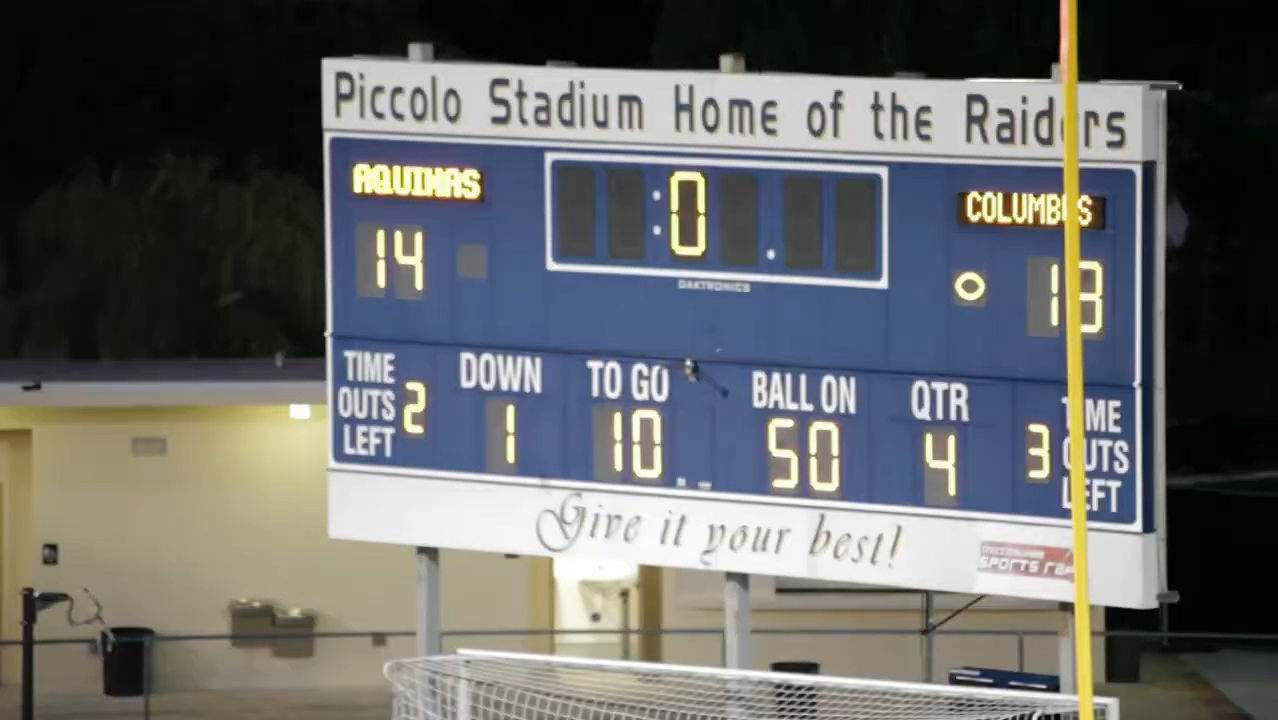 Piccolo Stadium Home of the Raiders
AQUINAS
:0 .
COLUMBUS
14
13
DAKTRONICS
TIME OUTS LEFT 2
DOWN 1
TO GO 10
BALL ON 50
QTR 4
3 TIME OUTS LEFT
Give it your best!
SPORTS